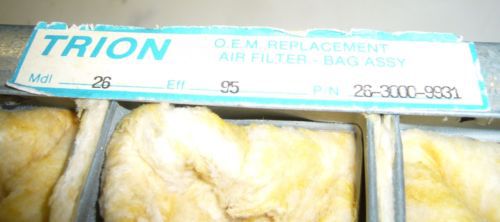 TRION
O.E.M. REPLACEMENT
AIR FILTER - BAG ASSY
Mdl 26 Eff 95 P/N 26-3000-9931